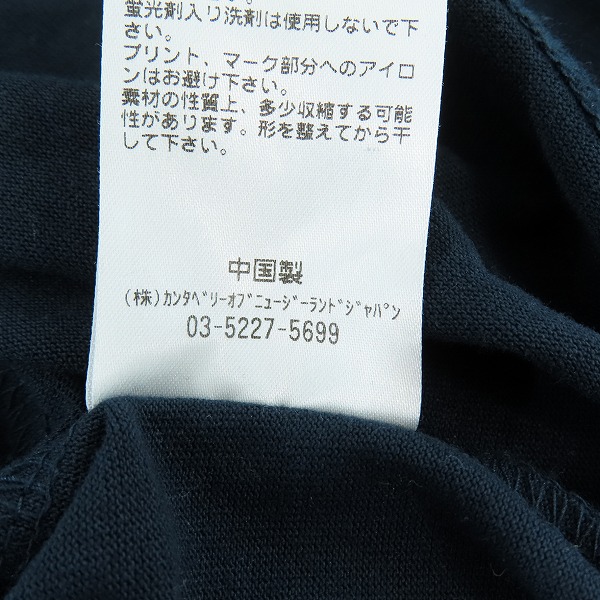 蛍光剤入り洗剤は使用しないで下
さい。
プリント、マーク部分へのアイロ
ンはお避け下さい。
素材の性質上、多少収縮する可能
性があります。形を整えてから干
して下さい。
中国製
(株)ｶﾝﾀﾍﾞﾘｰｵﾌﾞﾆｭｰｼﾞｰﾗﾝﾄﾞｼﾞｬﾊﾟﾝ
03-5227-5699